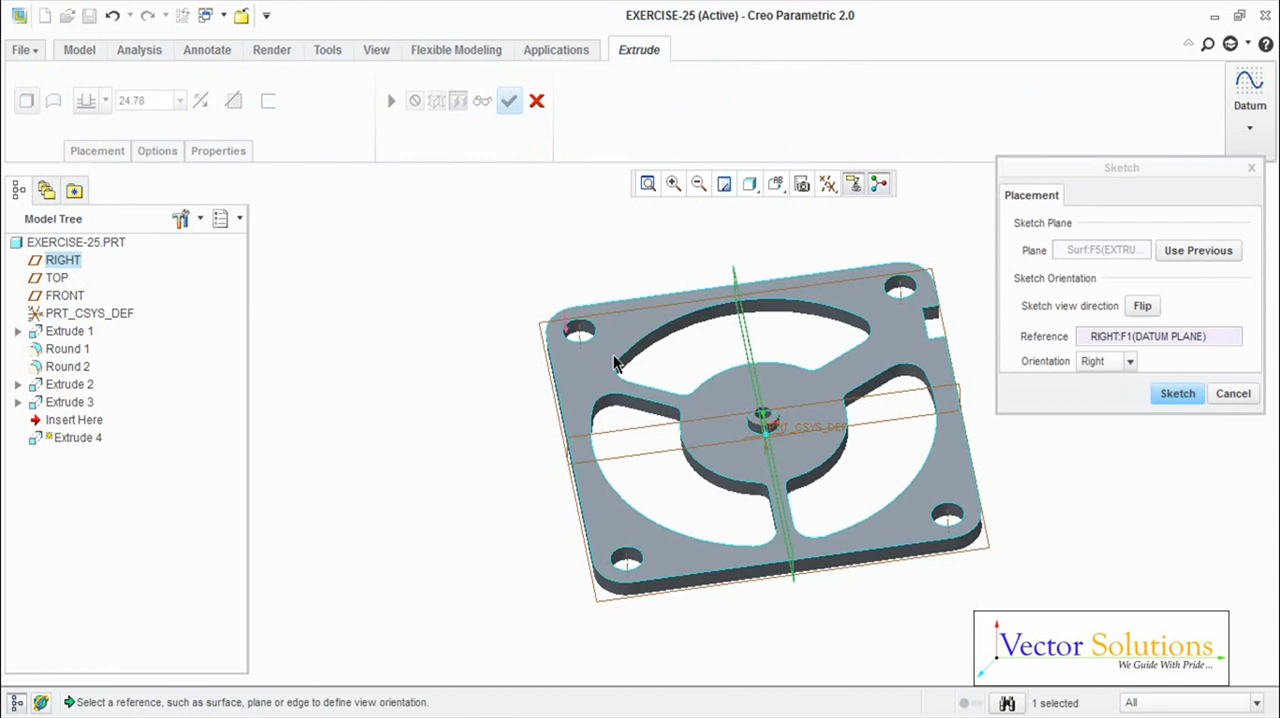 EXERCISE-25 (Active) - Creo Parametric 2.0
File Model Analysis Annotate Render Tools View Flexible Modeling Applications Extrude
24.78
Datum
Placement Options Properties
Sketch
Placement
Sketch Plane
Plane Surf:F5(EXTRU... Use Previous
Sketch Orientation
Sketch view direction Flip
Reference RIGHT:F1(DATUM PLANE)
Orientation Right
Sketch Cancel
Model Tree
EXERCISE-25.PRT
RIGHT
TOP
FRONT
PRT_CSYS_DEF
Extrude 1
Round 1
Round 2
Extrude 2
Extrude 3
Insert Here
Extrude 4
PRT_CSYS_DEF
Vector Solutions
We Guide With Pride...
Select a reference, such as surface, plane or edge to define view orientation.
1 selected
All